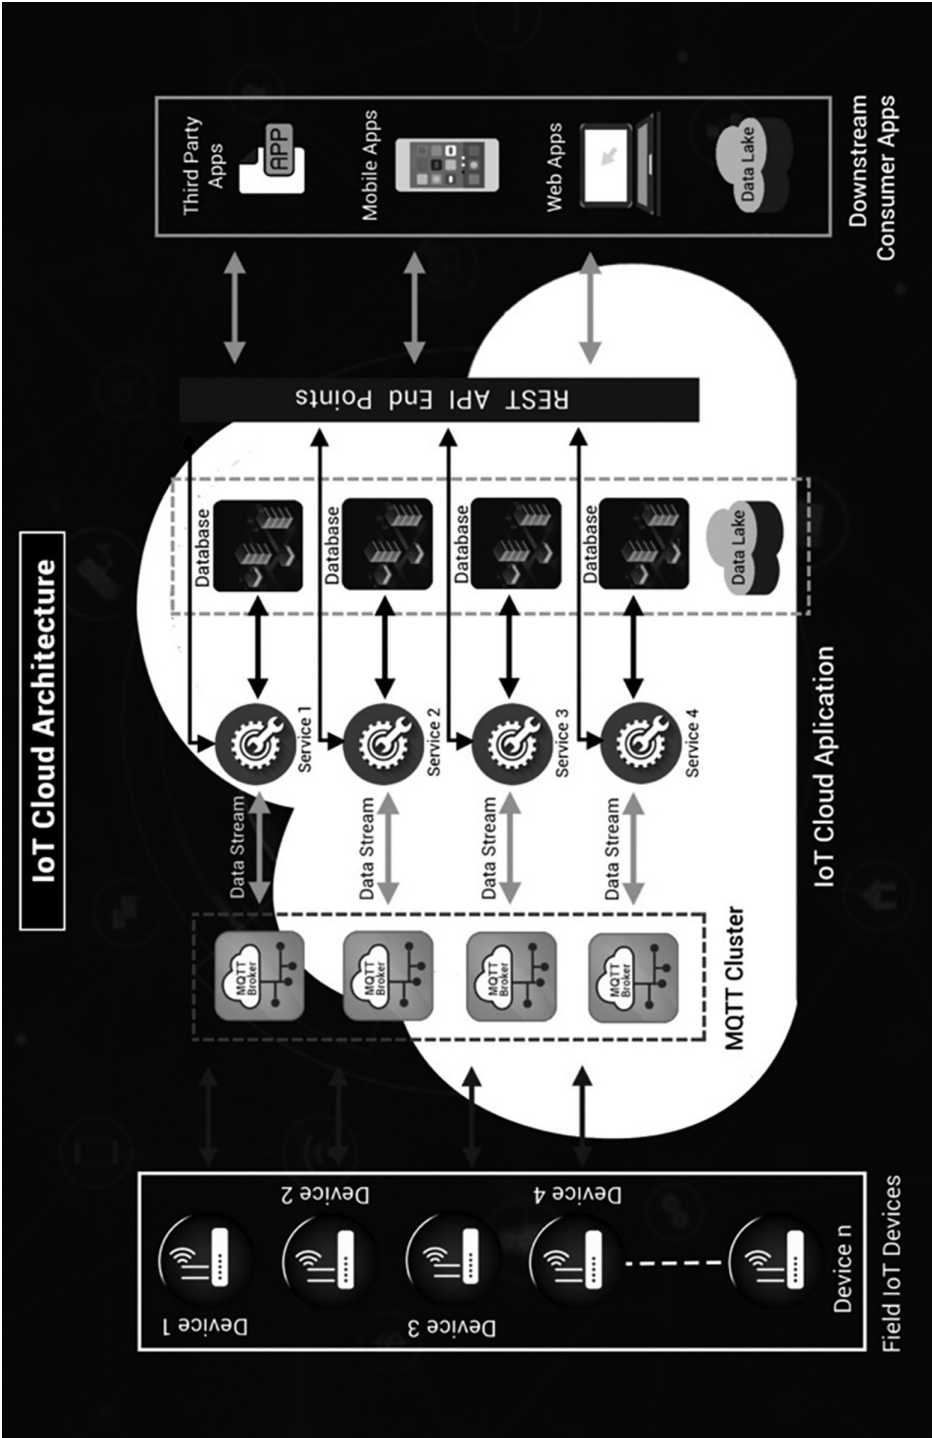 IoT Cloud Architecture
Device 1
Device 2
Device 3
Device 4
Device n
Field IoT Devices
MQTT
Broker
MQTT
Broker
MQTT
Broker
MQTT
Broker
MQTT Cluster
Data Stream
Data Stream
Data Stream
Data Stream
Service 1
Service 2
Service 3
Service 4
Database
Database
Database
Database
Data Lake
IoT Cloud Aplication
REST API End Points
Third Party
Apps
APP
Mobile Apps
Web Apps
Data Lake
Downstream
Consumer Apps